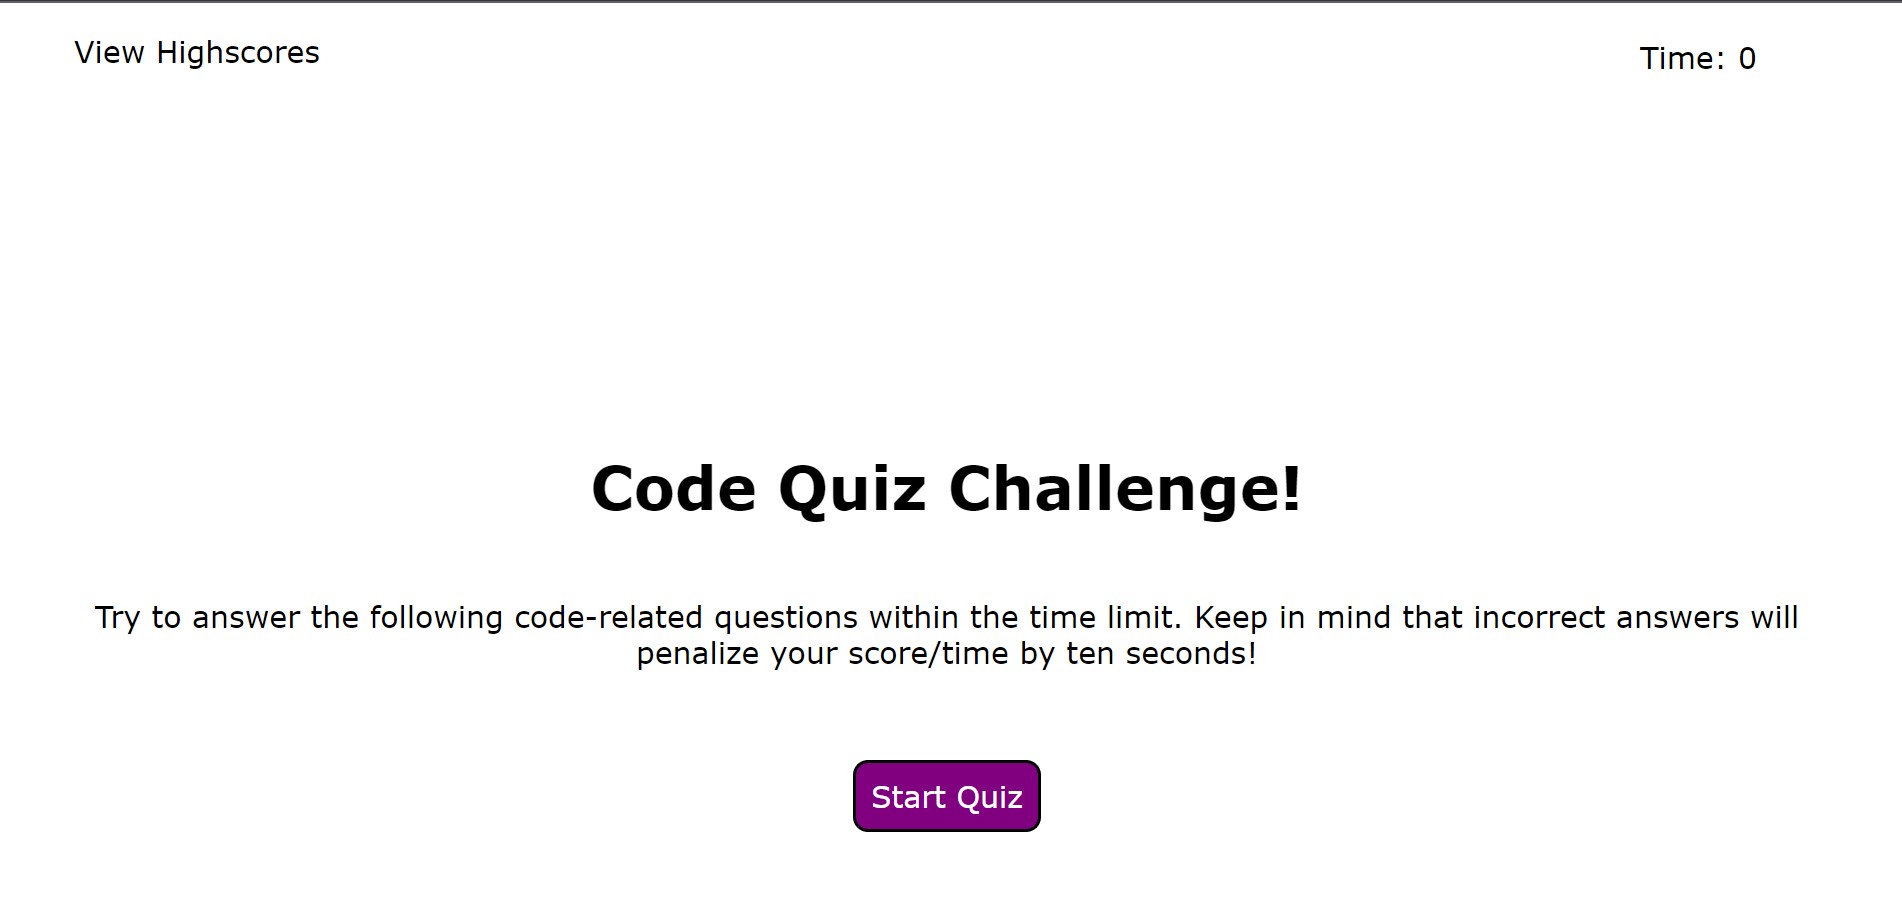 View Highscores
Time: 0
Code Quiz Challenge!
Try to answer the following code-related questions within the time limit. Keep in mind that incorrect answers will
penalize your score/time by ten seconds!
Start Quiz